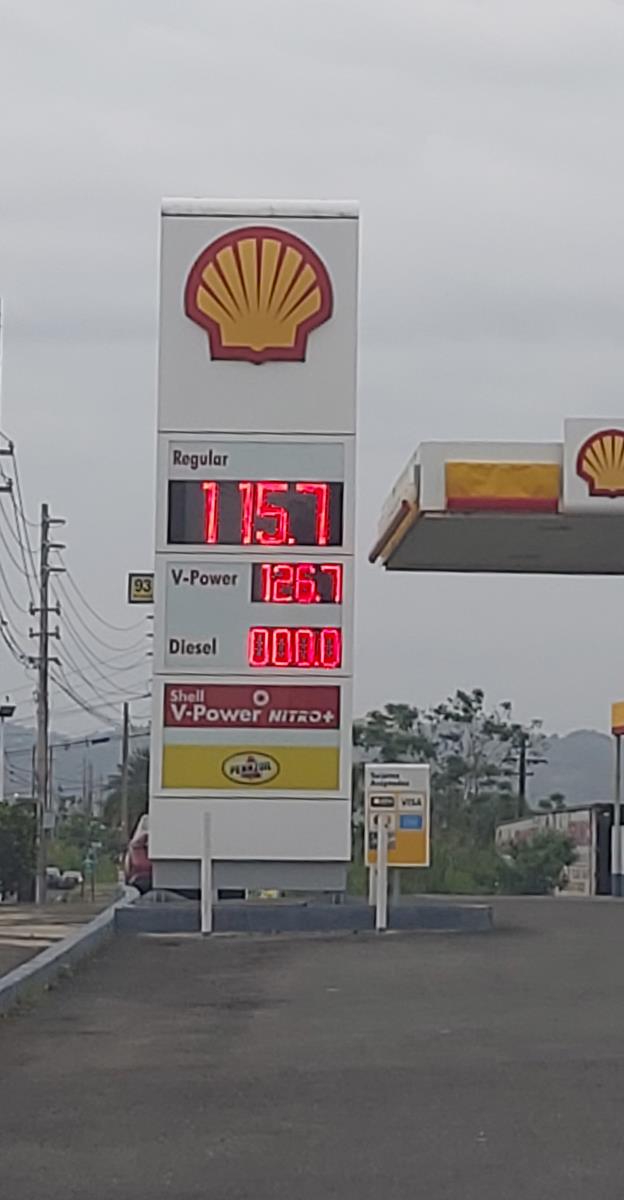 Regular
115.7
93
V-Power 126.7
Diesel 000.0
Shell
V-Power NITRO+
PENNZOIL
VISA